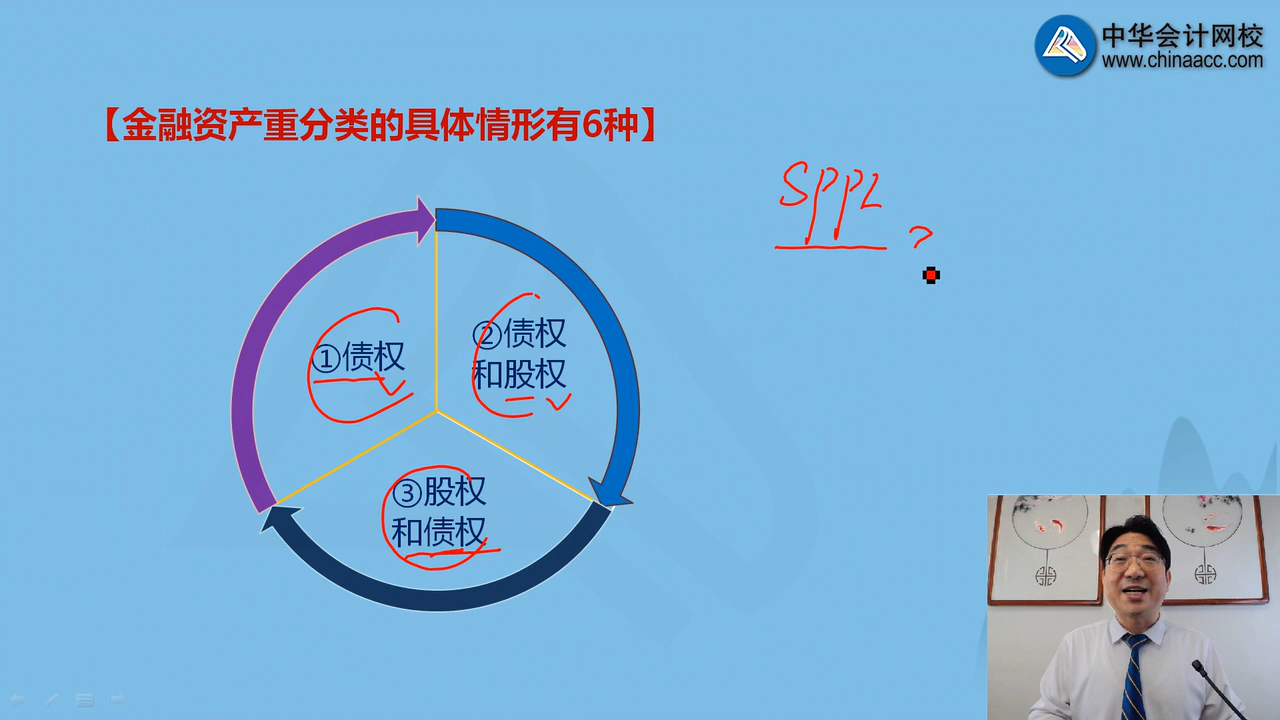 中华会计网校
www.chinaacc.com
【金融资产重分类的具体情形有6种】
SPPL ?
①债权
②债权
和股权
③股权
和债权